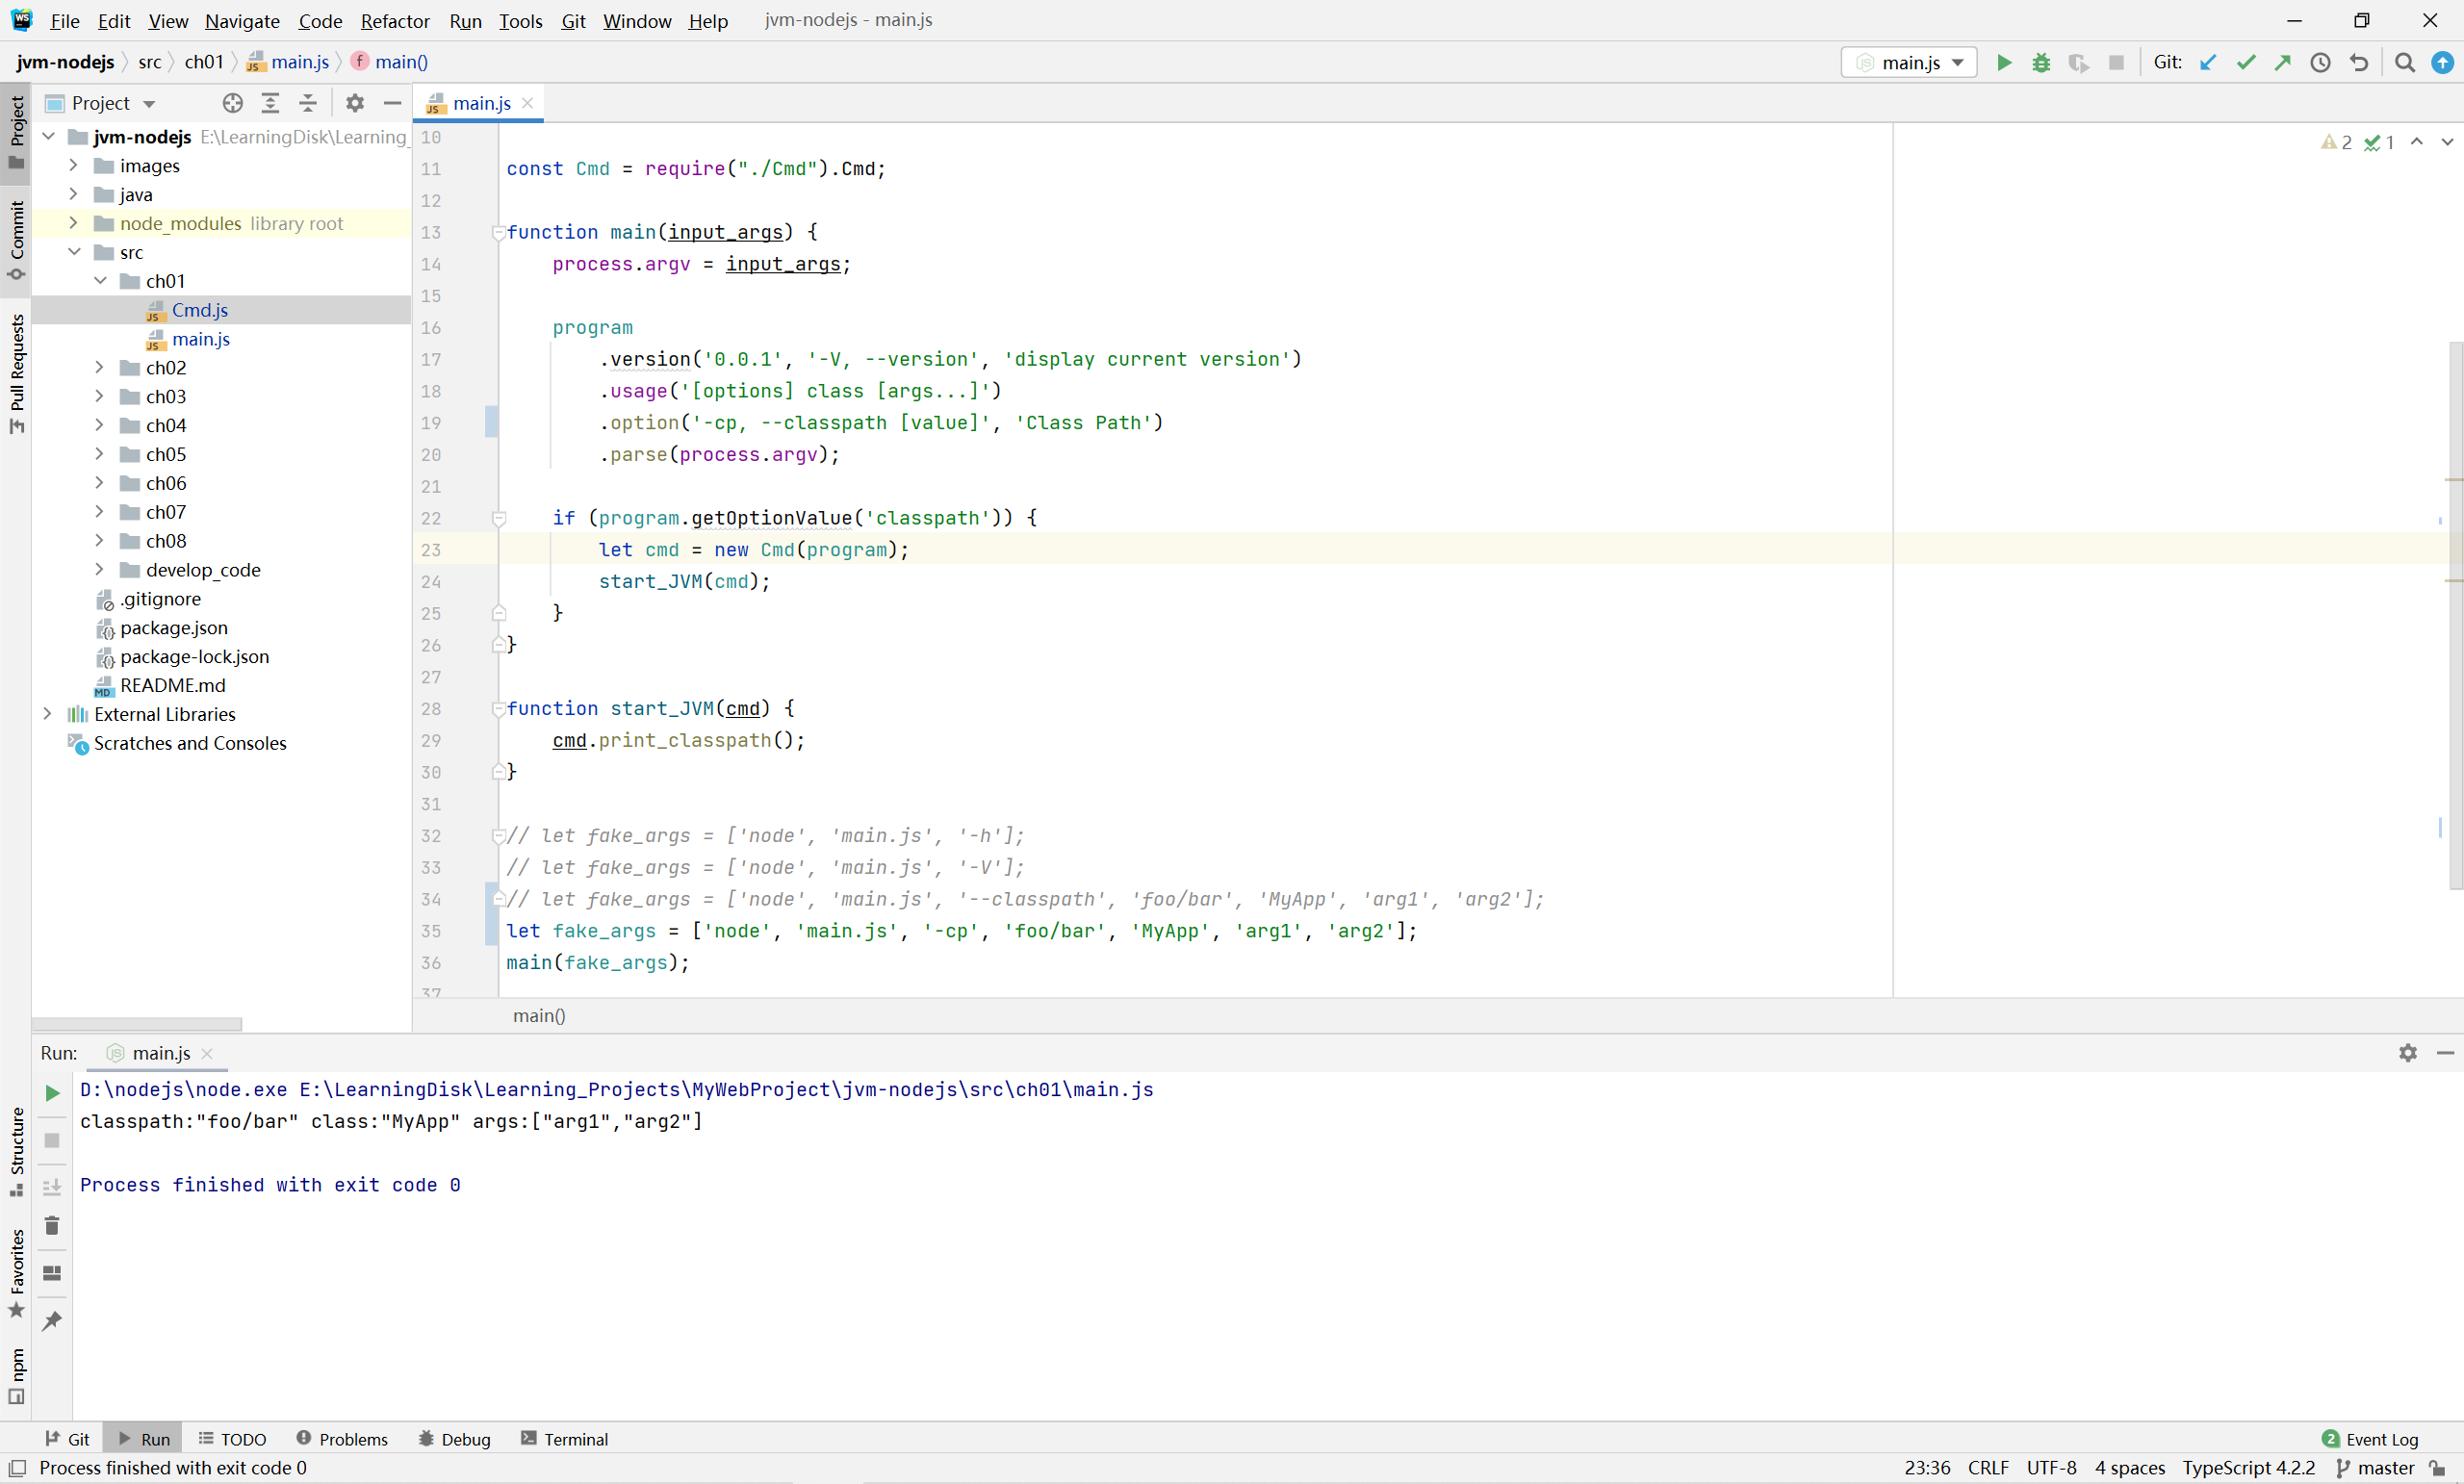 File Edit View Navigate Code Refactor Run Tools Git Window Help jvm-nodejs - main.js
jvm-nodejs src ch01 main.js main()
main.js Git:
Project
main.js
Project
Commit
Pull Requests
Structure
Favorites
npm
jvm-nodejs E:\LearningDisk\Learning_
images
java
node_modules library root
src
ch01
Cmd.js
main.js
ch02
ch03
ch04
ch05
ch06
ch07
ch08
develop_code
.gitignore
package.json
package-lock.json
README.md
External Libraries
Scratches and Consoles
2 1
10
11 const Cmd = require("./Cmd").Cmd;
12
13 function main(input_args) {
14 process.argv = input_args;
15
16 program
17 .version('0.0.1', '-V, --version', 'display current version')
18 .usage('[options] class [args...]')
19 .option('-cp, --classpath [value]', 'Class Path')
20 .parse(process.argv);
21
22 if (program.getOptionValue('classpath')) {
23 let cmd = new Cmd(program);
24 start_JVM(cmd);
25 }
26 }
27
28 function start_JVM(cmd) {
29 cmd.print_classpath();
30 }
31
32 // let fake_args = ['node', 'main.js', '-h'];
33 // let fake_args = ['node', 'main.js', '-V'];
34 // let fake_args = ['node', 'main.js', '--classpath', 'foo/bar', 'MyApp', 'arg1', 'arg2'];
35 let fake_args = ['node', 'main.js', '-cp', 'foo/bar', 'MyApp', 'arg1', 'arg2'];
36 main(fake_args);
37
main()
Run: main.js
D:\nodejs\node.exe E:\LearningDisk\Learning_Projects\MyWebProject\jvm-nodejs\src\ch01\main.js
classpath:"foo/bar" class:"MyApp" args:["arg1","arg2"]
Process finished with exit code 0
Git Run TODO Problems Debug Terminal 2 Event Log
Process finished with exit code 0 23:36 CRLF UTF-8 4 spaces TypeScript 4.2.2 master